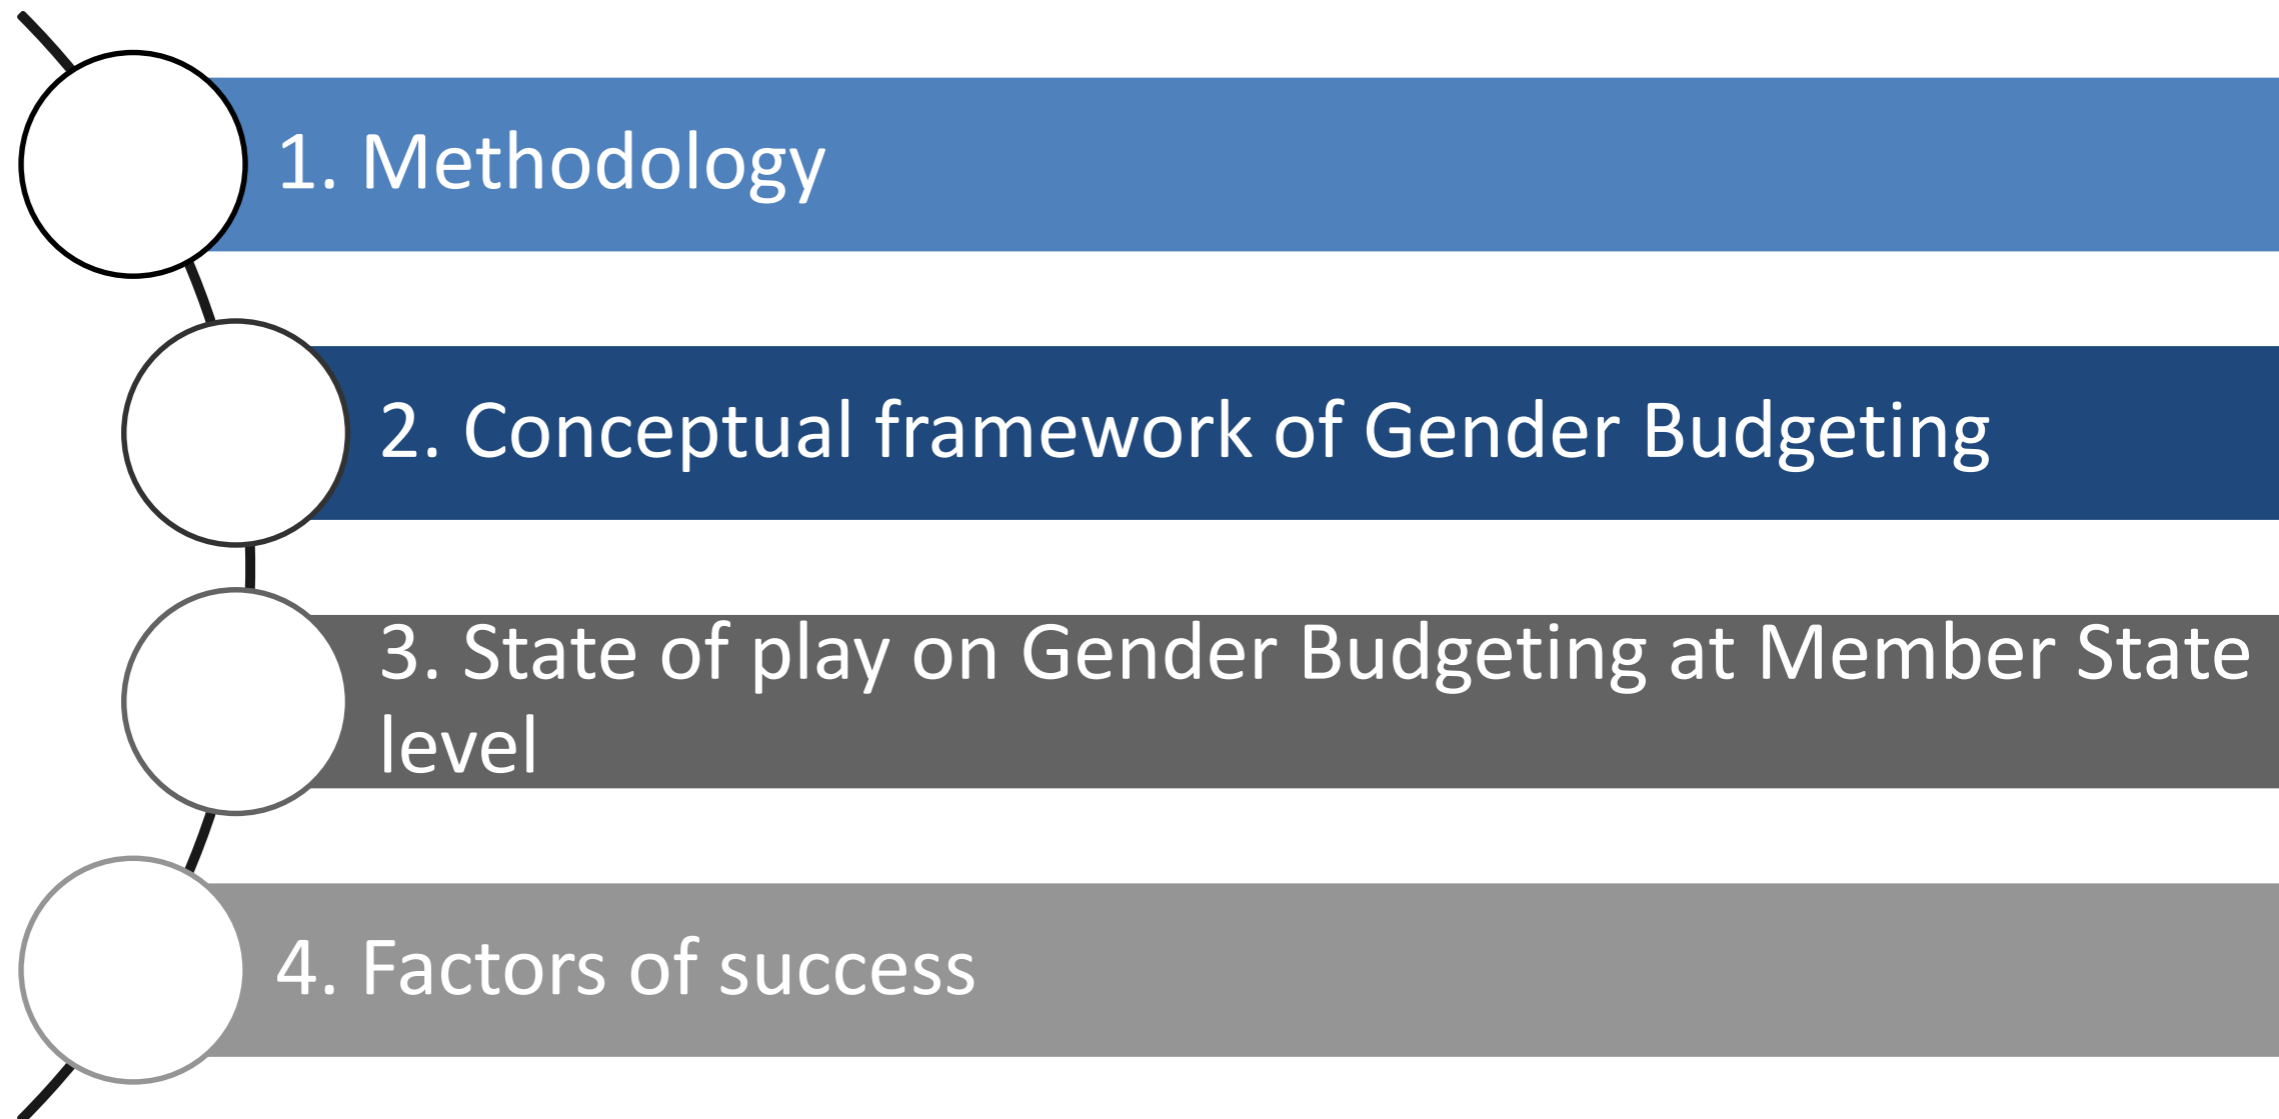 1. Methodology
2. Conceptual framework of Gender Budgeting
3. State of play on Gender Budgeting at Member State
level
4. Factors of success